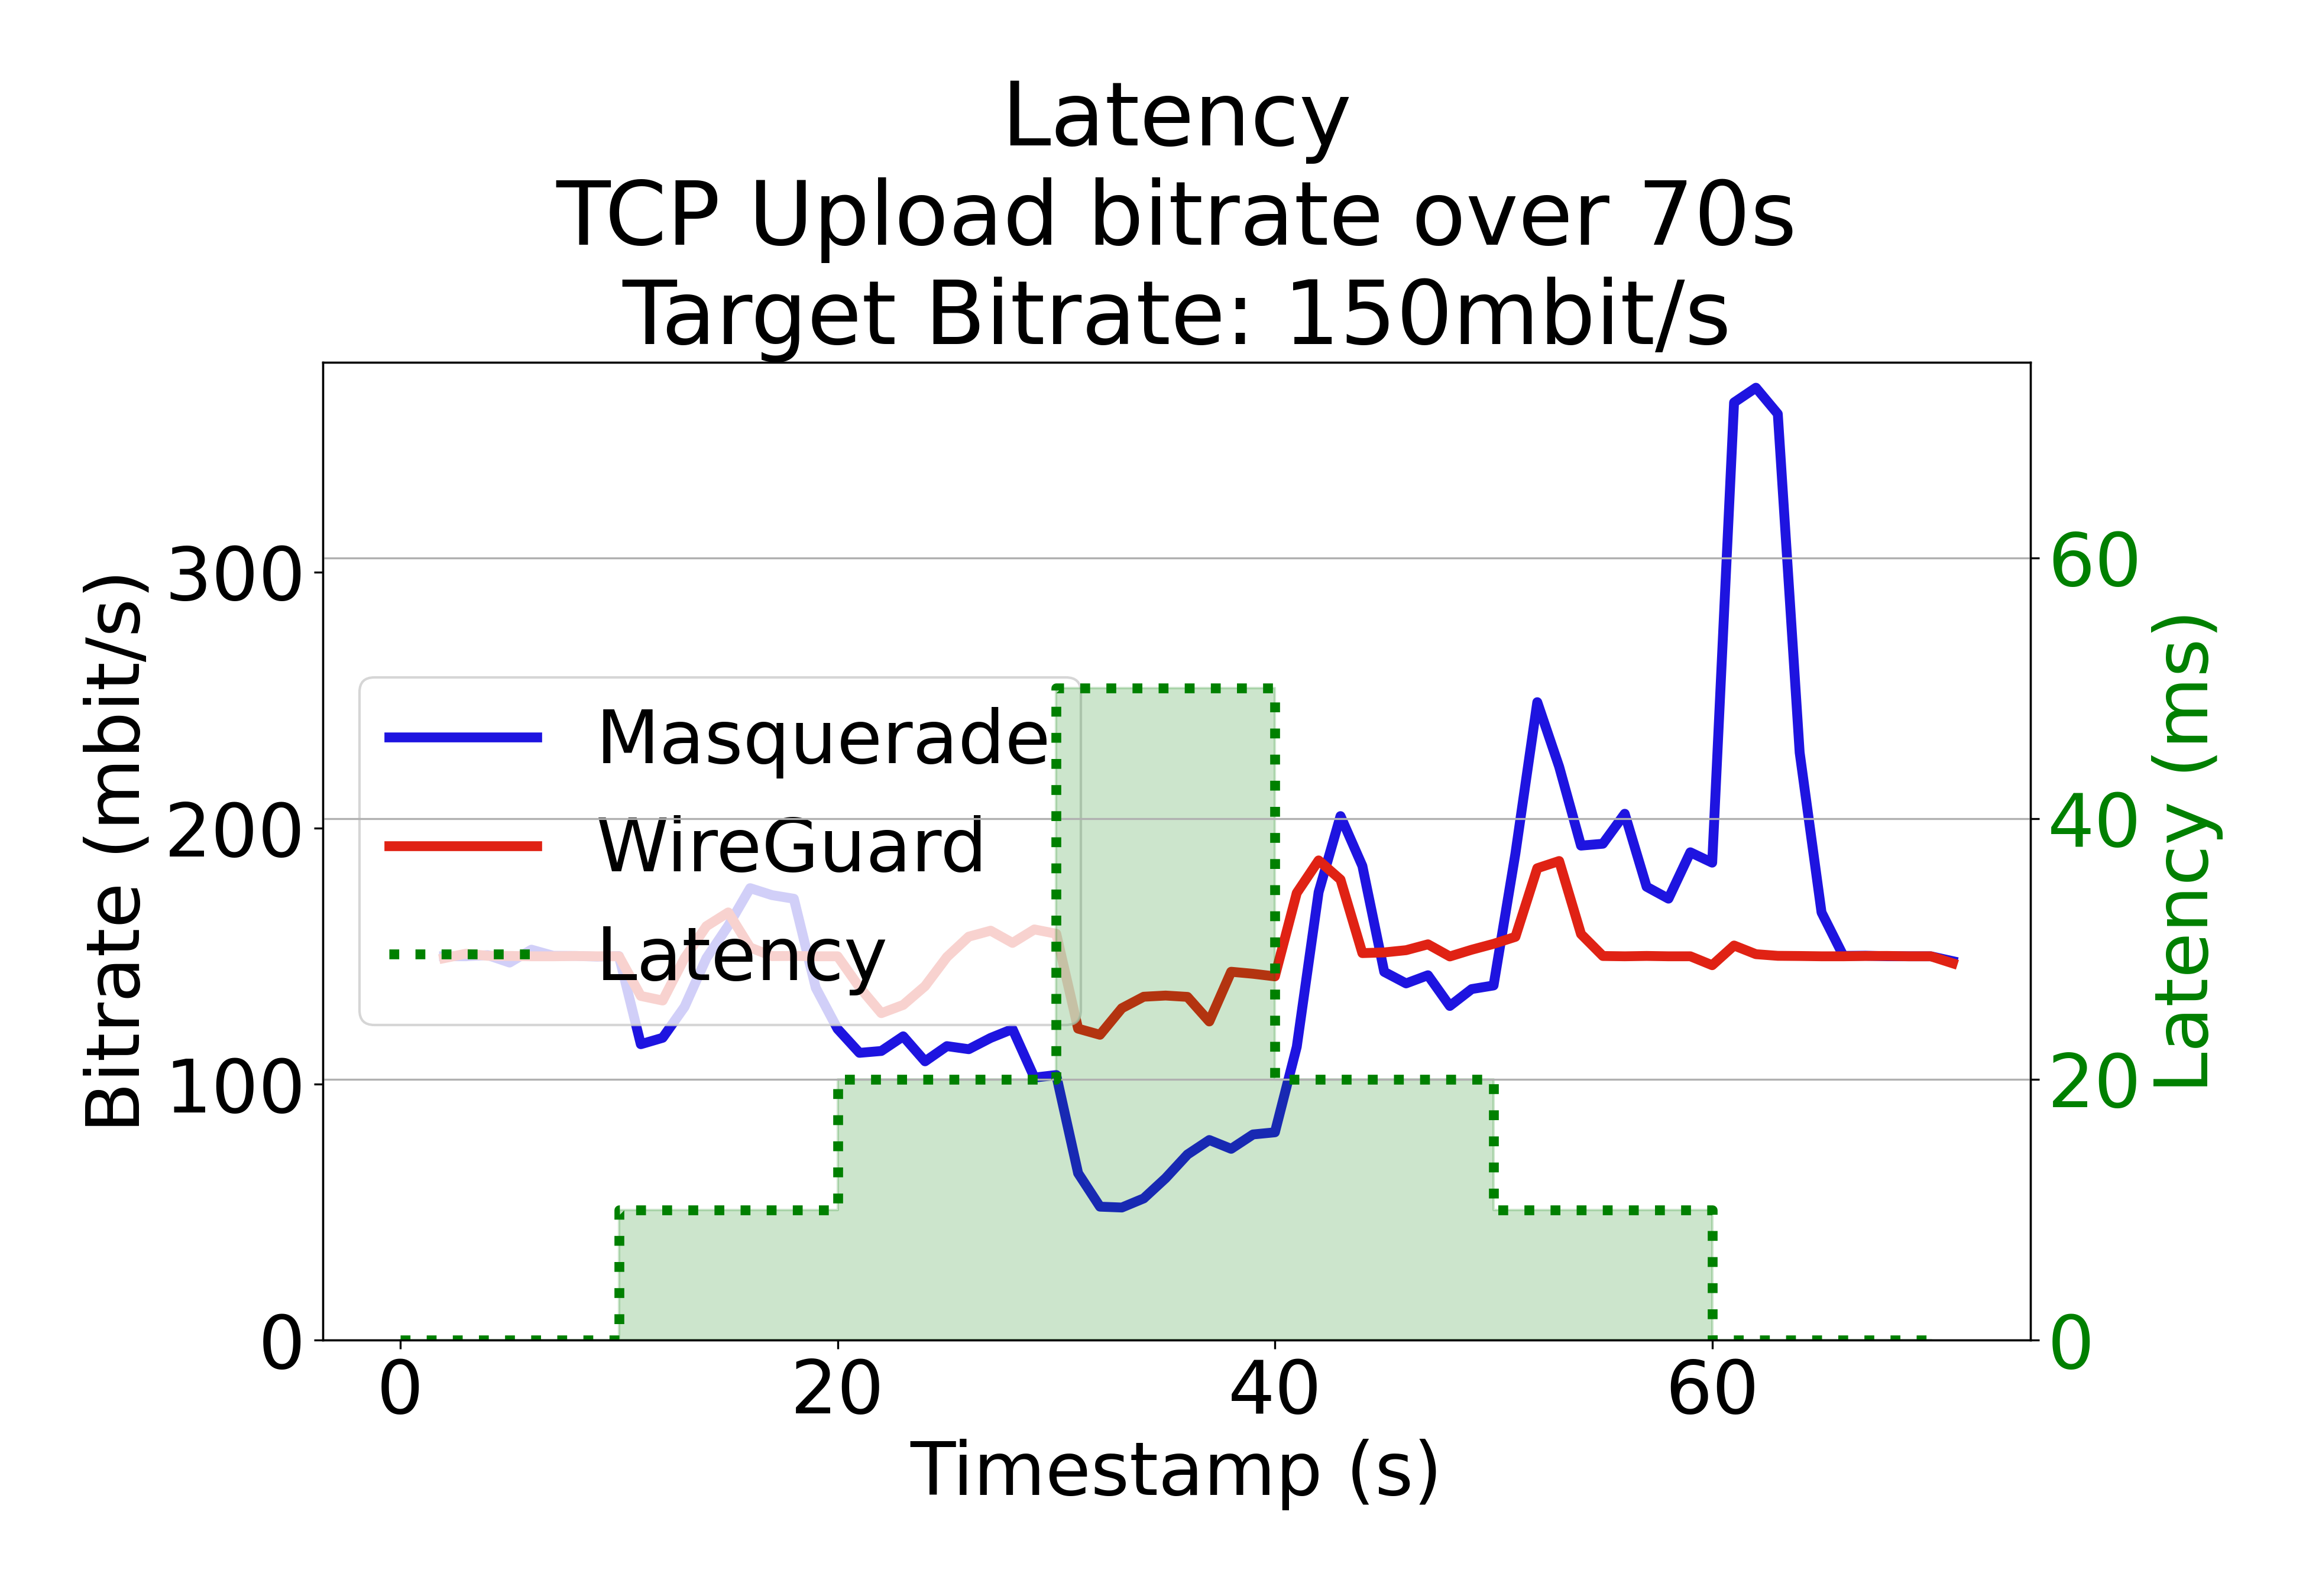 Latency
TCP Upload bitrate over 70s
Target Bitrate: 150mbit/s
Bitrate (mbit/s)
300
200
100
0
Masquerade
WireGuard
Latency
60
40
20
0
Latency (ms)
0 20 40 60
Timestamp (s)